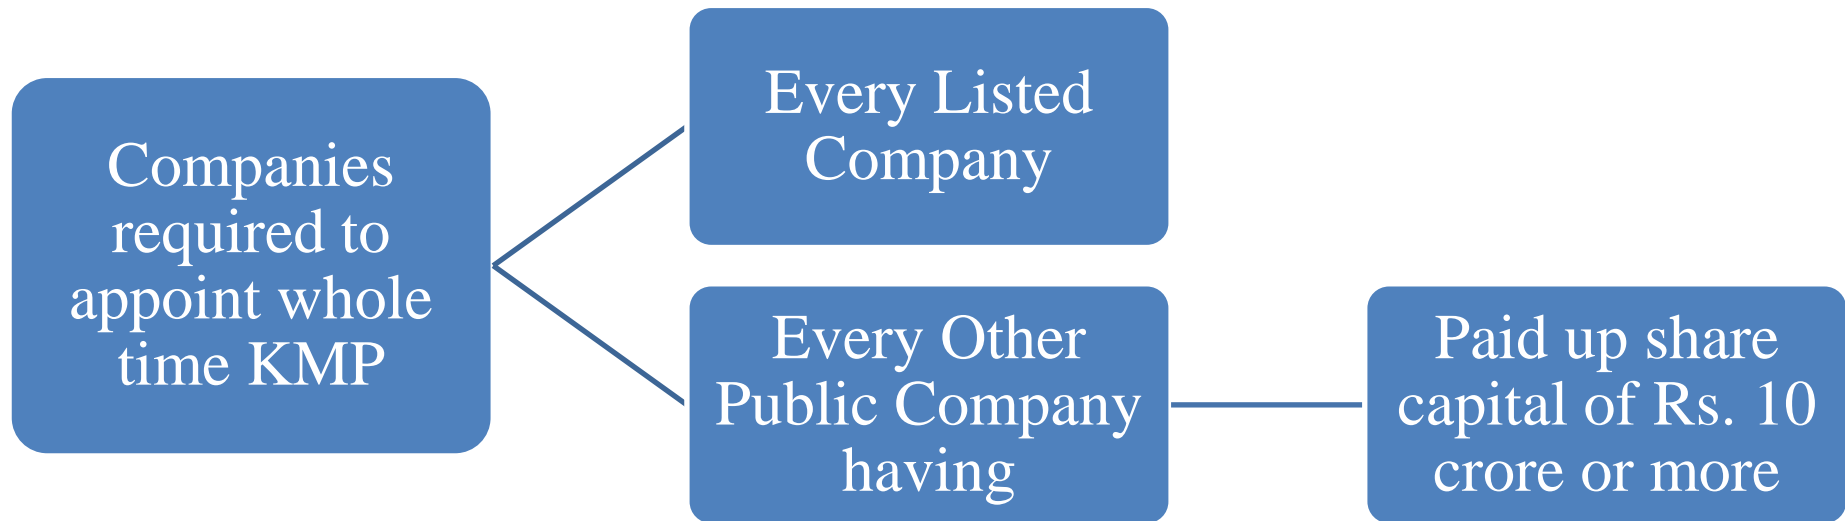 Companies
required to
appoint whole
time KMP
Every Listed
Company
Every Other
Public Company
having
Paid up share
capital of Rs. 10
crore or more